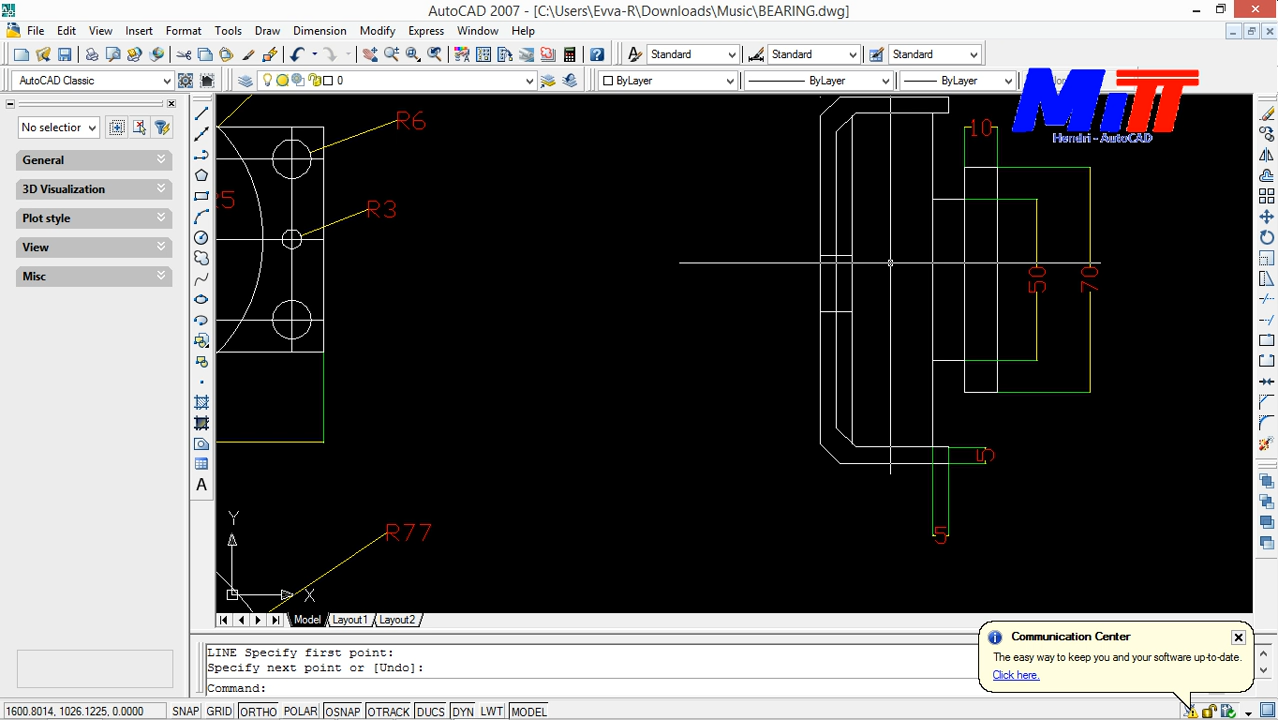 AutoCAD 2007 - [C:\Users\Evva-R\Downloads\Music\BEARING.dwg]
File Edit View Insert Format Tools Draw Dimension Modify Express Window Help
Standard Standard Standard
AutoCAD Classic 0 ByLayer ByLayer ByLayer
MiTT
Hendri - AutoCAD
No selection
General
3D Visualization
Plot style
View
Misc
R6
R3
R5
10
50
70
5
5
R77
Y
X
A
Model Layout1 Layout2
LINE Specify first point:
Specify next point or [Undo]:
Command:
Communication Center
The easy way to keep you and your software up-to-date.
Click here.
1600.8014, 1026.1225, 0.0000 SNAP GRID ORTHO POLAR OSNAP OTRACK DUCS DYN LWT MODEL